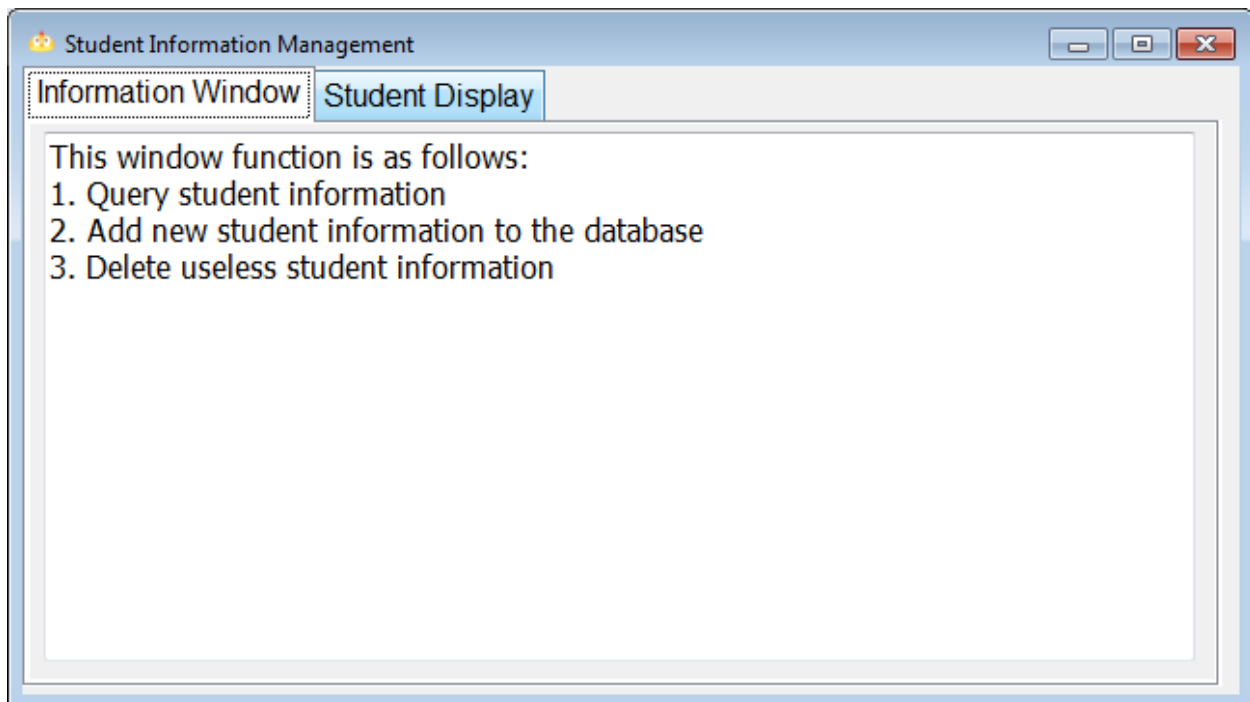 Student Information Management
Information Window Student Display
This window function is as follows:
1. Query student information
2. Add new student information to the database
3. Delete useless student information